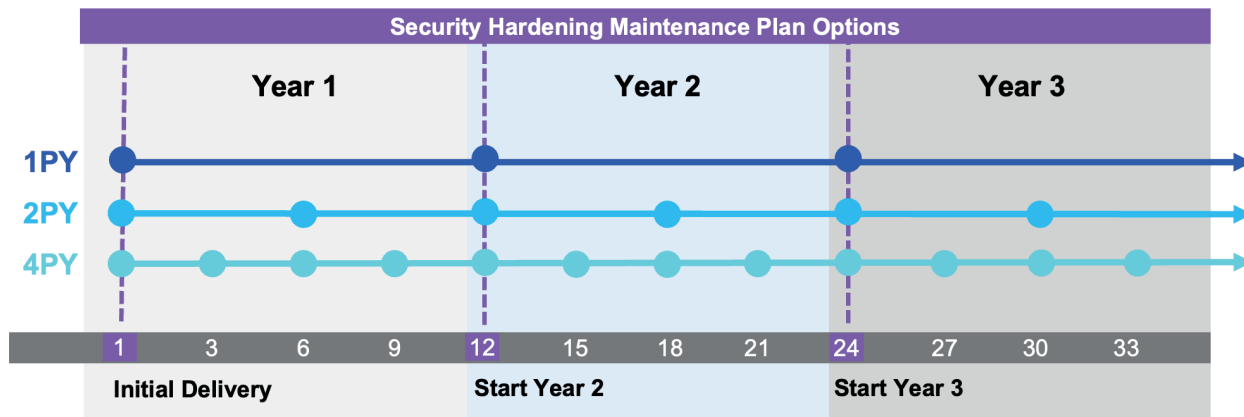 Security Hardening Maintenance Plan Options
Year 1 Year 2 Year 3
1PY
2PY
4PY
1 3 6 9 12 15 18 21 24 27 30 33
Initial Delivery Start Year 2 Start Year 3